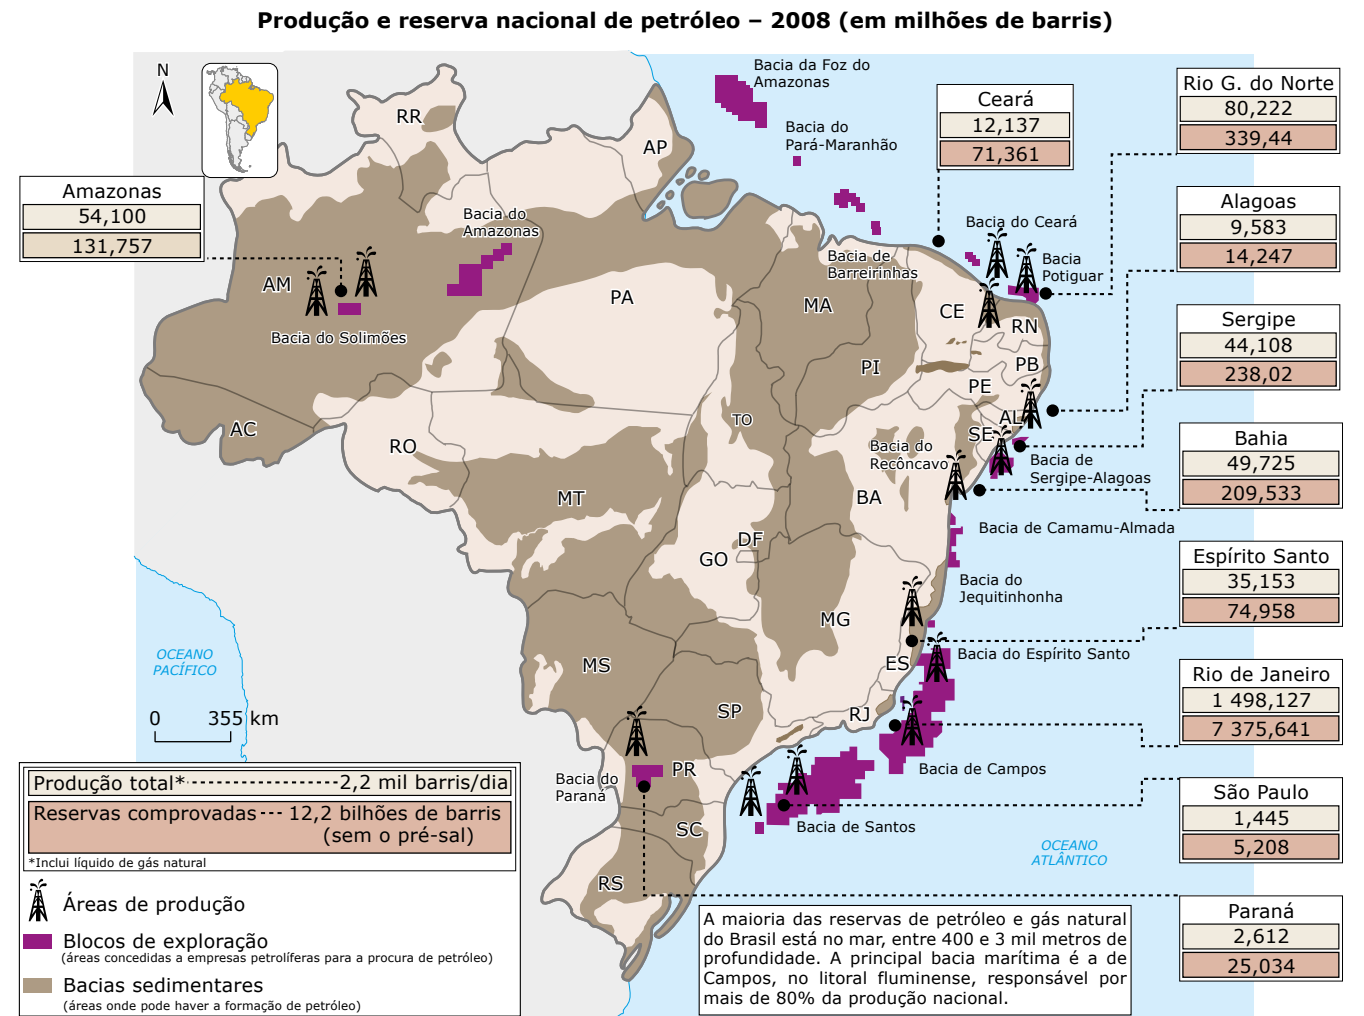 Produção e reserva nacional de petróleo – 2008 (em milhões de barris)
N
Bacia da Foz do
Amazonas
Bacia do
Pará-Maranhão
Ceará
12,137
71,361
Rio G. do Norte
80,222
339,44
Amazonas
54,100
131,757
Alagoas
9,583
14,247
Sergipe
44,108
238,02
Bahia
49,725
209,533
Espírito Santo
35,153
74,958
Rio de Janeiro
1 498,127
7 375,641
São Paulo
1,445
5,208
Paraná
2,612
25,034
RR
AP
Bacia do
Amazonas
Bacia do Ceará
Bacia de
Barreirinhas
Bacia
Potiguar
AM
PA
MA
CE
RN
Bacia do Solimões
PI
PB
PE
AC
RO
TO
AL
SE
Bacia do
Recôncavo
Bacia de
Sergipe-Alagoas
MT
BA
Bacia de Camamu-Almada
DF
GO
Bacia do
Jequitinhonha
MG
OCEANO
PACÍFICO
MS
ES
Bacia do Espírito Santo
0 355 km
SP
RJ
Bacia de Campos
PR
Bacia do
Paraná
Bacia de Santos
SC
OCEANO
ATLÂNTICO
RS
Produção total* 2,2 mil barris/dia
Reservas comprovadas 12,2 bilhões de barris
(sem o pré-sal)
*Inclui líquido de gás natural
Áreas de produção
Blocos de exploração
(áreas concedidas a empresas petrolíferas para a procura de petróleo)
Bacias sedimentares
(áreas onde pode haver a formação de petróleo)
A maioria das reservas de petróleo e gás natural
do Brasil está no mar, entre 400 e 3 mil metros de
profundidade. A principal bacia marítima é a de
Campos, no litoral fluminense, responsável por
mais de 80% da produção nacional.